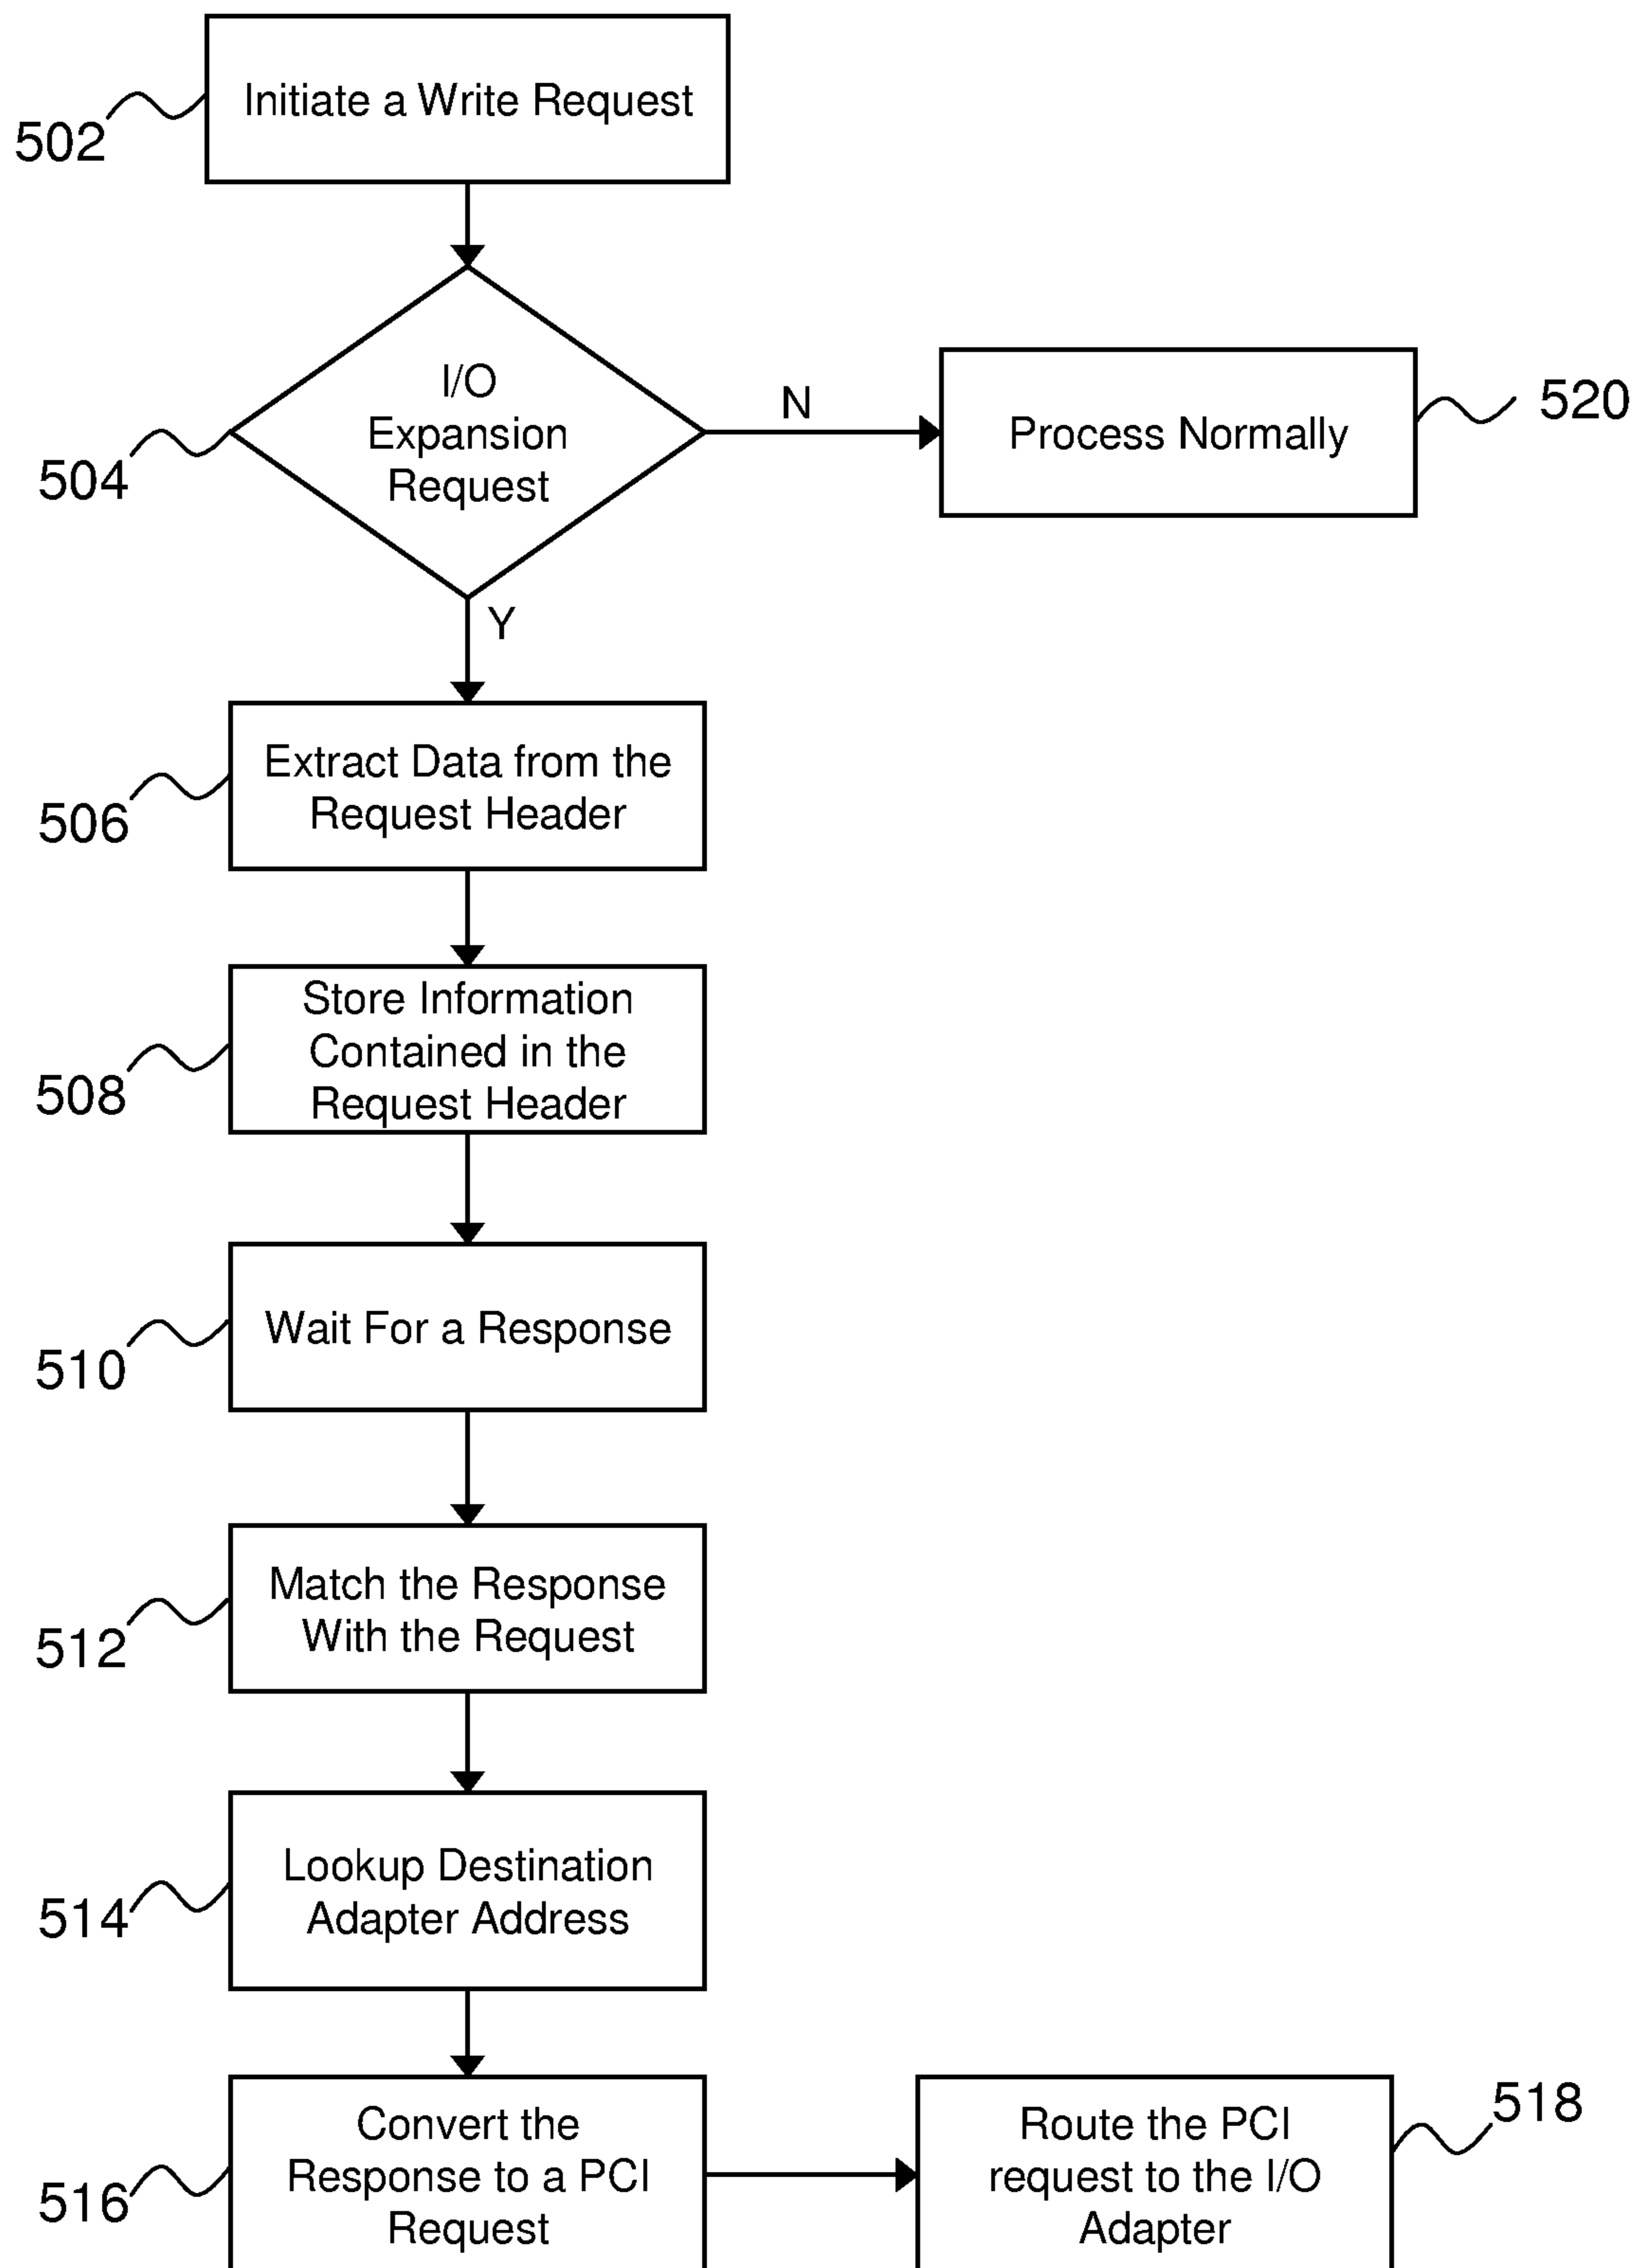 Initiate a Write Request
502
I/O
Expansion
Request
504
N
Process Normally
520
Y
Extract Data from the
Request Header
506
Store Information
Contained in the
Request Header
508
Wait For a Response
510
Match the Response
With the Request
512
Lookup Destination
Adapter Address
514
Convert the
Response to a PCI
Request
516
Route the PCI
request to the I/O
Adapter
518